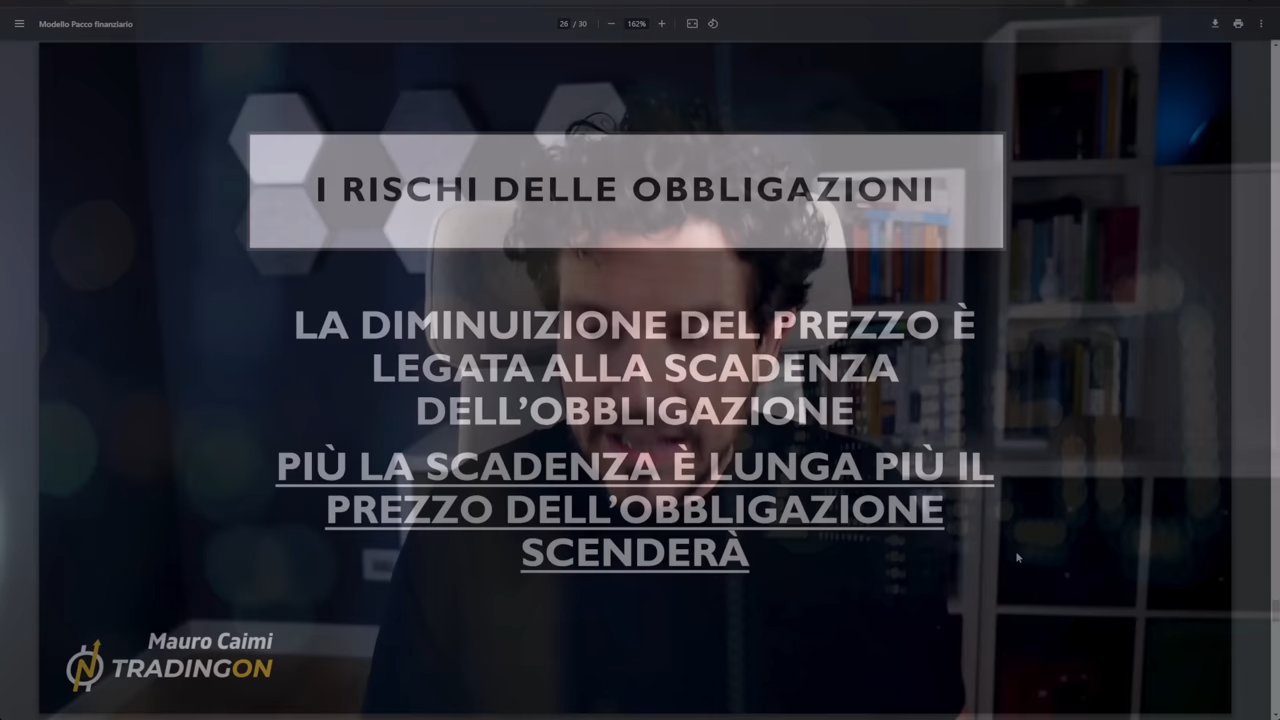 Modello Pacco finanziario
26 / 30
162%
I RISCHI DELLE OBBLIGAZIONI
LA DIMINUIZIONE DEL PREZZO È
LEGATA ALLA SCADENZA
DELL'OBBLIGAZIONE
PIÙ LA SCADENZA È LUNGA PIÙ IL
PREZZO DELL'OBBLIGAZIONE
SCENDERÀ
Mauro Caimi
TRADINGON